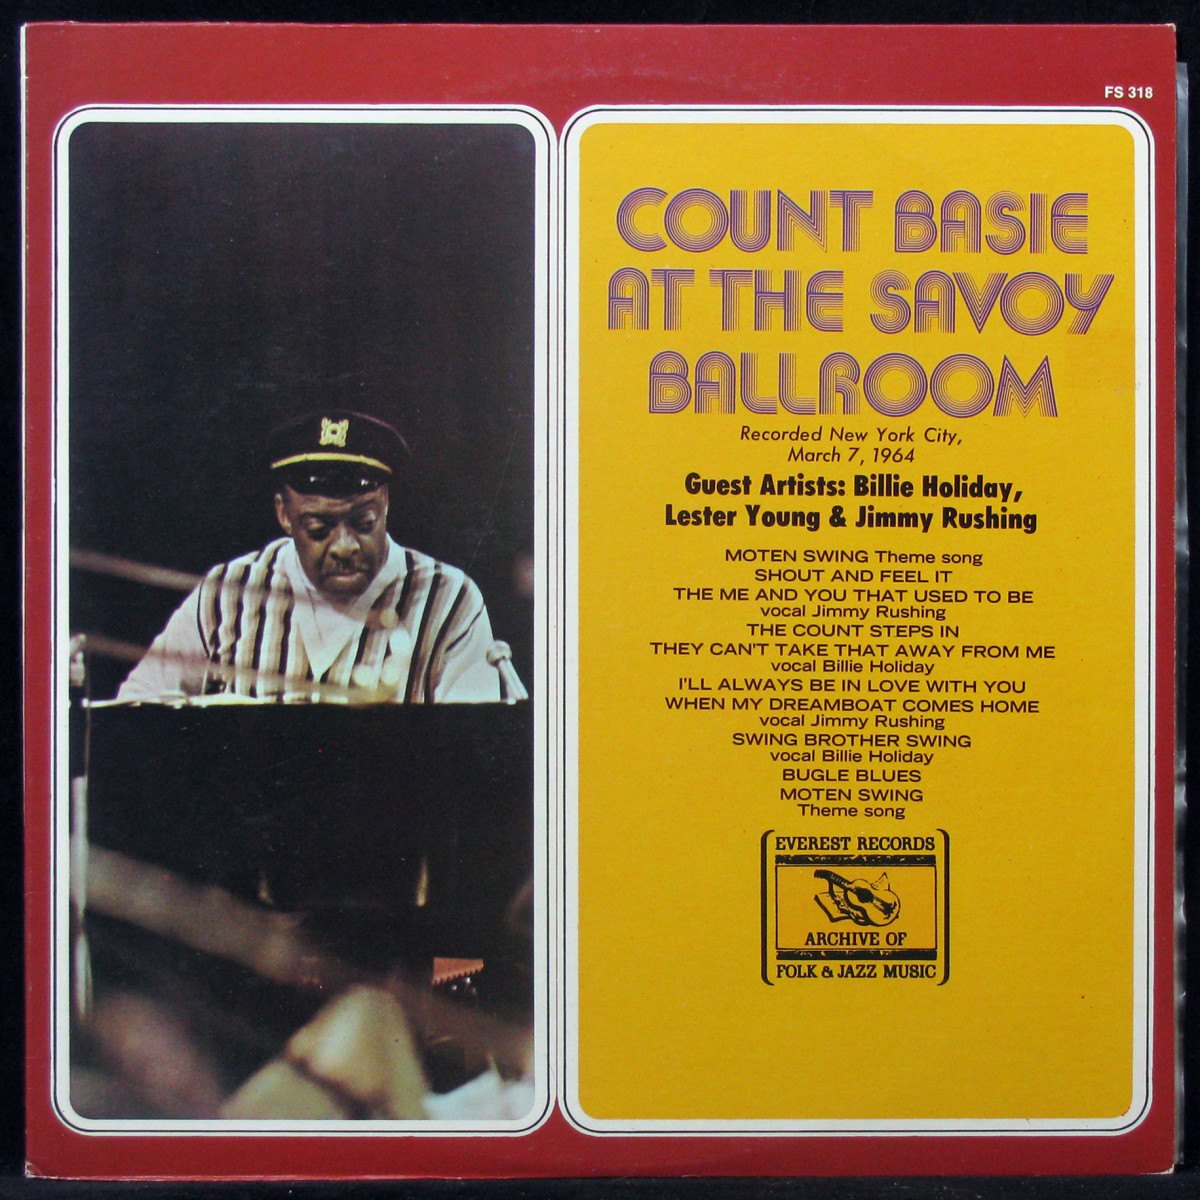 FS 318
COUNT BASIE
AT THE SAVOY
BALLROOM
Recorded New York City,
March 7, 1964
Guest Artists: Billie Holiday,
Lester Young & Jimmy Rushing
MOTEN SWING Theme song
SHOUT AND FEEL IT
THE ME AND YOU THAT USED TO BE
vocal Jimmy Rushing
THE COUNT STEPS IN
THEY CAN'T TAKE THAT AWAY FROM ME
vocal Billie Holiday
I'LL ALWAYS BE IN LOVE WITH YOU
WHEN MY DREAMBOAT COMES HOME
vocal Jimmy Rushing
SWING BROTHER SWING
vocal Billie Holiday
BUGLE BLUES
MOTEN SWING
Theme song
EVEREST RECORDS
ARCHIVE OF
FOLK & JAZZ MUSIC